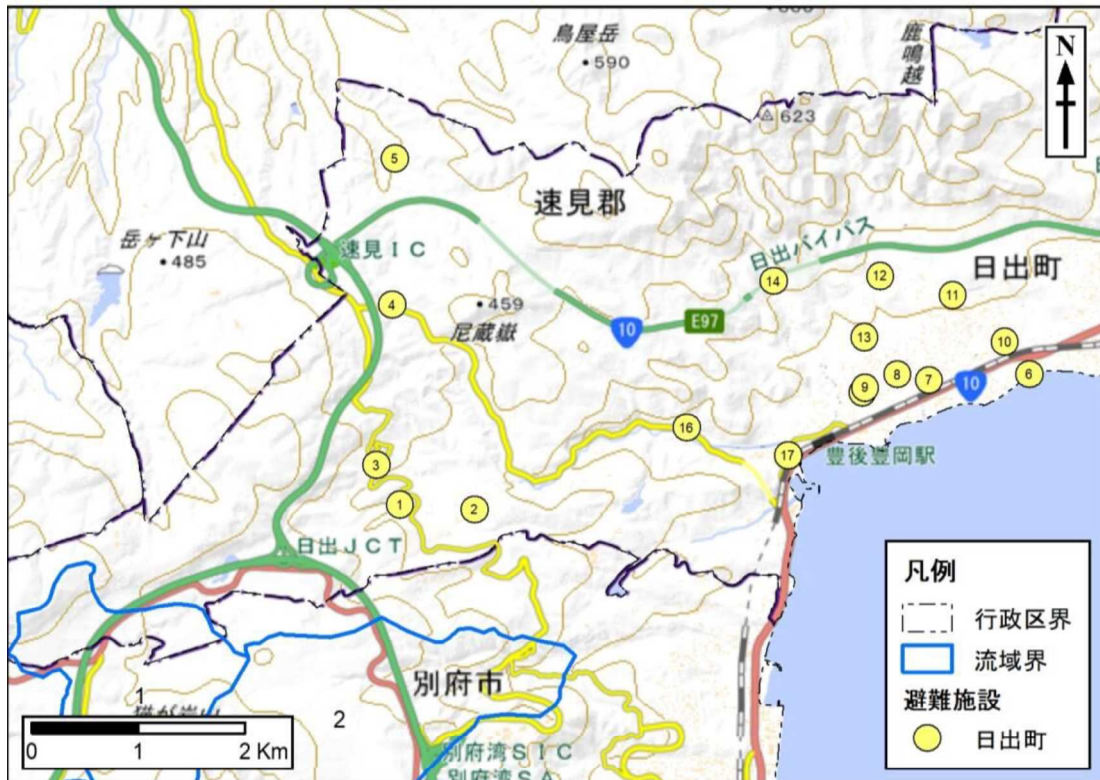 鳥屋岳
590
鹿鳴越
N
623
5
速見郡
岳ヶ下山
485
速見IC
日出バイパス
14
12
日出町
11
4
459
尼蔵嶽
10
E97
13
10
8
7
9
10
6
16
17
豊後豊岡駅
3
1
2
日出JCT
凡例
行政区界
流域界
避難施設
日出町
別府市
1
2
0 1 2 Km
別府湾SIC
別府湾SA